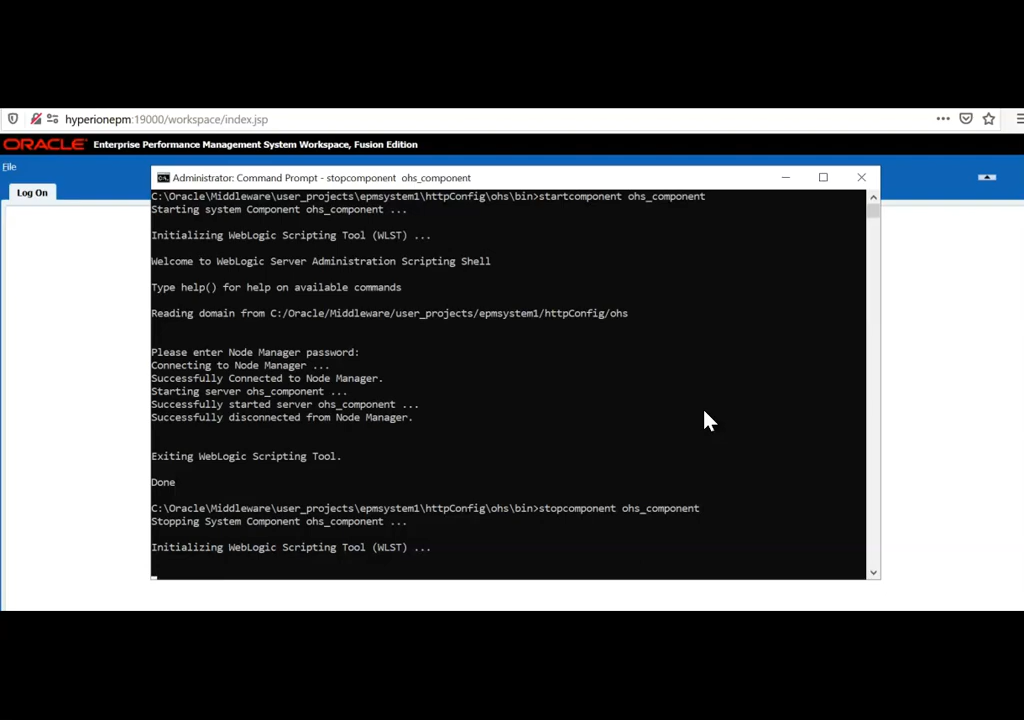 hyperionepm:19000/workspace/index.jsp
ORACLE Enterprise Performance Management System Workspace, Fusion Edition
File
Log On
Administrator: Command Prompt - stopcomponent ohs_component
C:\Oracle\Middleware\user_projects\epmsystem1\httpConfig\ohs\bin>startcomponent ohs_component
Starting system Component ohs_component ...
Initializing WebLogic Scripting Tool (WLST) ...
Welcome to WebLogic Server Administration Scripting Shell
Type help() for help on available commands
Reading domain from C:/Oracle/Middleware/user_projects/epmsystem1/httpConfig/ohs
Please enter Node Manager password:
Connecting to Node Manager ...
Successfully Connected to Node Manager.
Starting server ohs_component ...
Successfully started server ohs_component ...
Successfully disconnected from Node Manager.
Exiting WebLogic Scripting Tool.
Done
C:\Oracle\Middleware\user_projects\epmsystem1\httpConfig\ohs\bin>stopcomponent ohs_component
Stopping System Component ohs_component ...
Initializing WebLogic Scripting Tool (WLST) ...